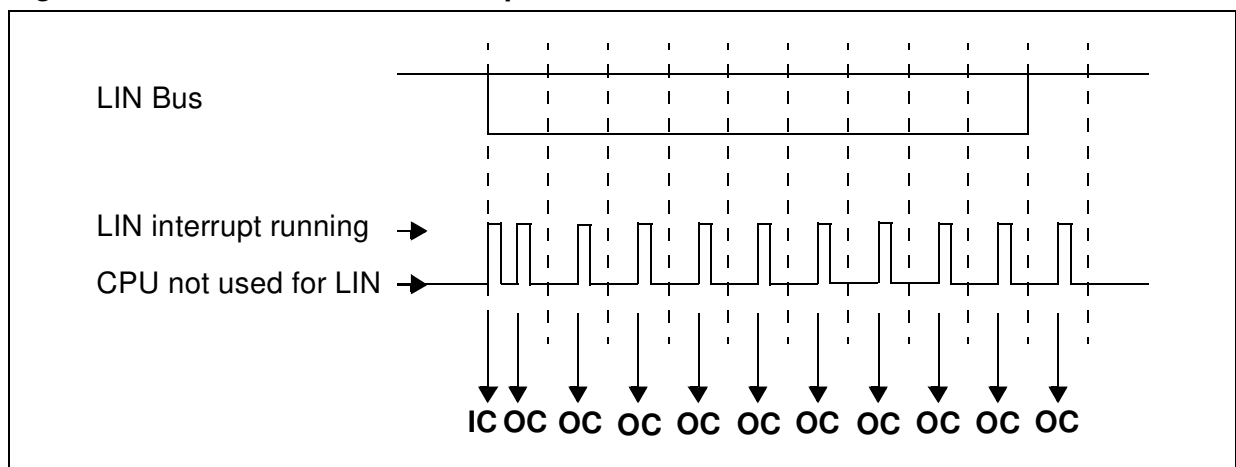 LIN Bus
LIN interrupt running
CPU not used for LIN
IC OC OC OC OC OC OC OC OC OC OC